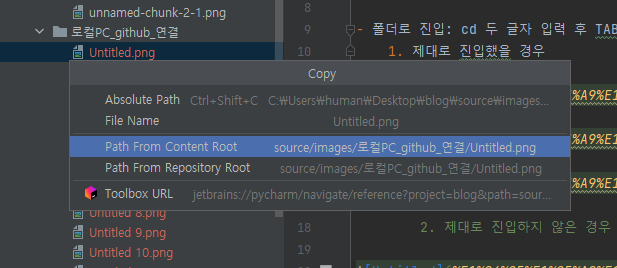 unnamed-chunk-2-1.png
로컬PC_github_연결
Untitled.png
9 - 폴더로 진입: cd 두 글자 입력 후 TAB
10 1. 제대로 진입했을 경우
Copy
Absolute Path Ctrl+Shift+C C:₩Users₩human₩Desktop₩blog₩source₩images...
File Name Untitled.png
Path From Content Root source/images/로컬PC_github_연결/Untitled.png
Path From Repository Root source/images/로컬PC_github_연결/Untitled.png
Toolbox URL jetbrains://pycharm/navigate/reference?project=blog&path=sour...
%A9%E1
%A9%E1
%A9%E1
Untitled 8.png
18 2. 제대로 진입하지 않은 경우
Untitled 9.png
Untitled 10.png